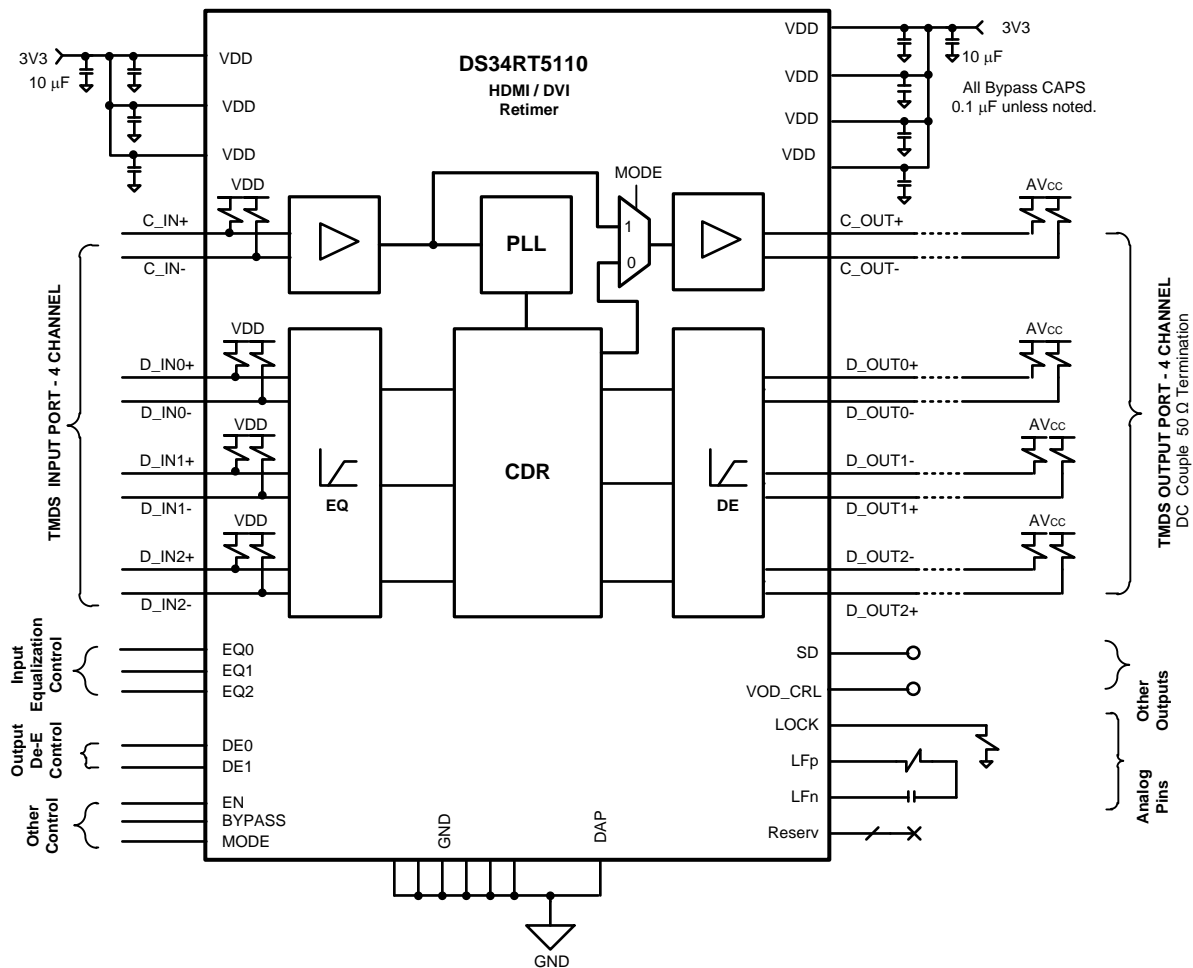 3V3
10 µF
VDD
VDD
VDD
DS34RT5110
HDMI / DVI
Retimer
VDD
VDD
VDD
VDD
3V3
10 µF
All Bypass CAPS
0.1 µF unless noted.
MODE
VDD
C_IN+
C_IN-
PLL
1
0
C_OUT+
C_OUT-
AVcc
VDD
D_IN0+
D_IN0-
VDD
D_IN1+
D_IN1-
VDD
D_IN2+
D_IN2-
EQ
CDR
DE
D_OUT0+
D_OUT0-
AVcc
D_OUT1-
D_OUT1+
AVcc
D_OUT2-
D_OUT2+
AVcc
TMDS INPUT PORT - 4 CHANNEL
TMDS OUTPUT PORT - 4 CHANNEL
DC Couple 50 Ω Termination
Input
Equalization
Control
EQ0
EQ1
EQ2
Output
De-E
Control
DE0
DE1
Other
Control
EN
BYPASS
MODE
GND
DAP
GND
SD
VOD_CRL
LOCK
LFp
LFn
Reserv
Other
Outputs
Analog
Pins